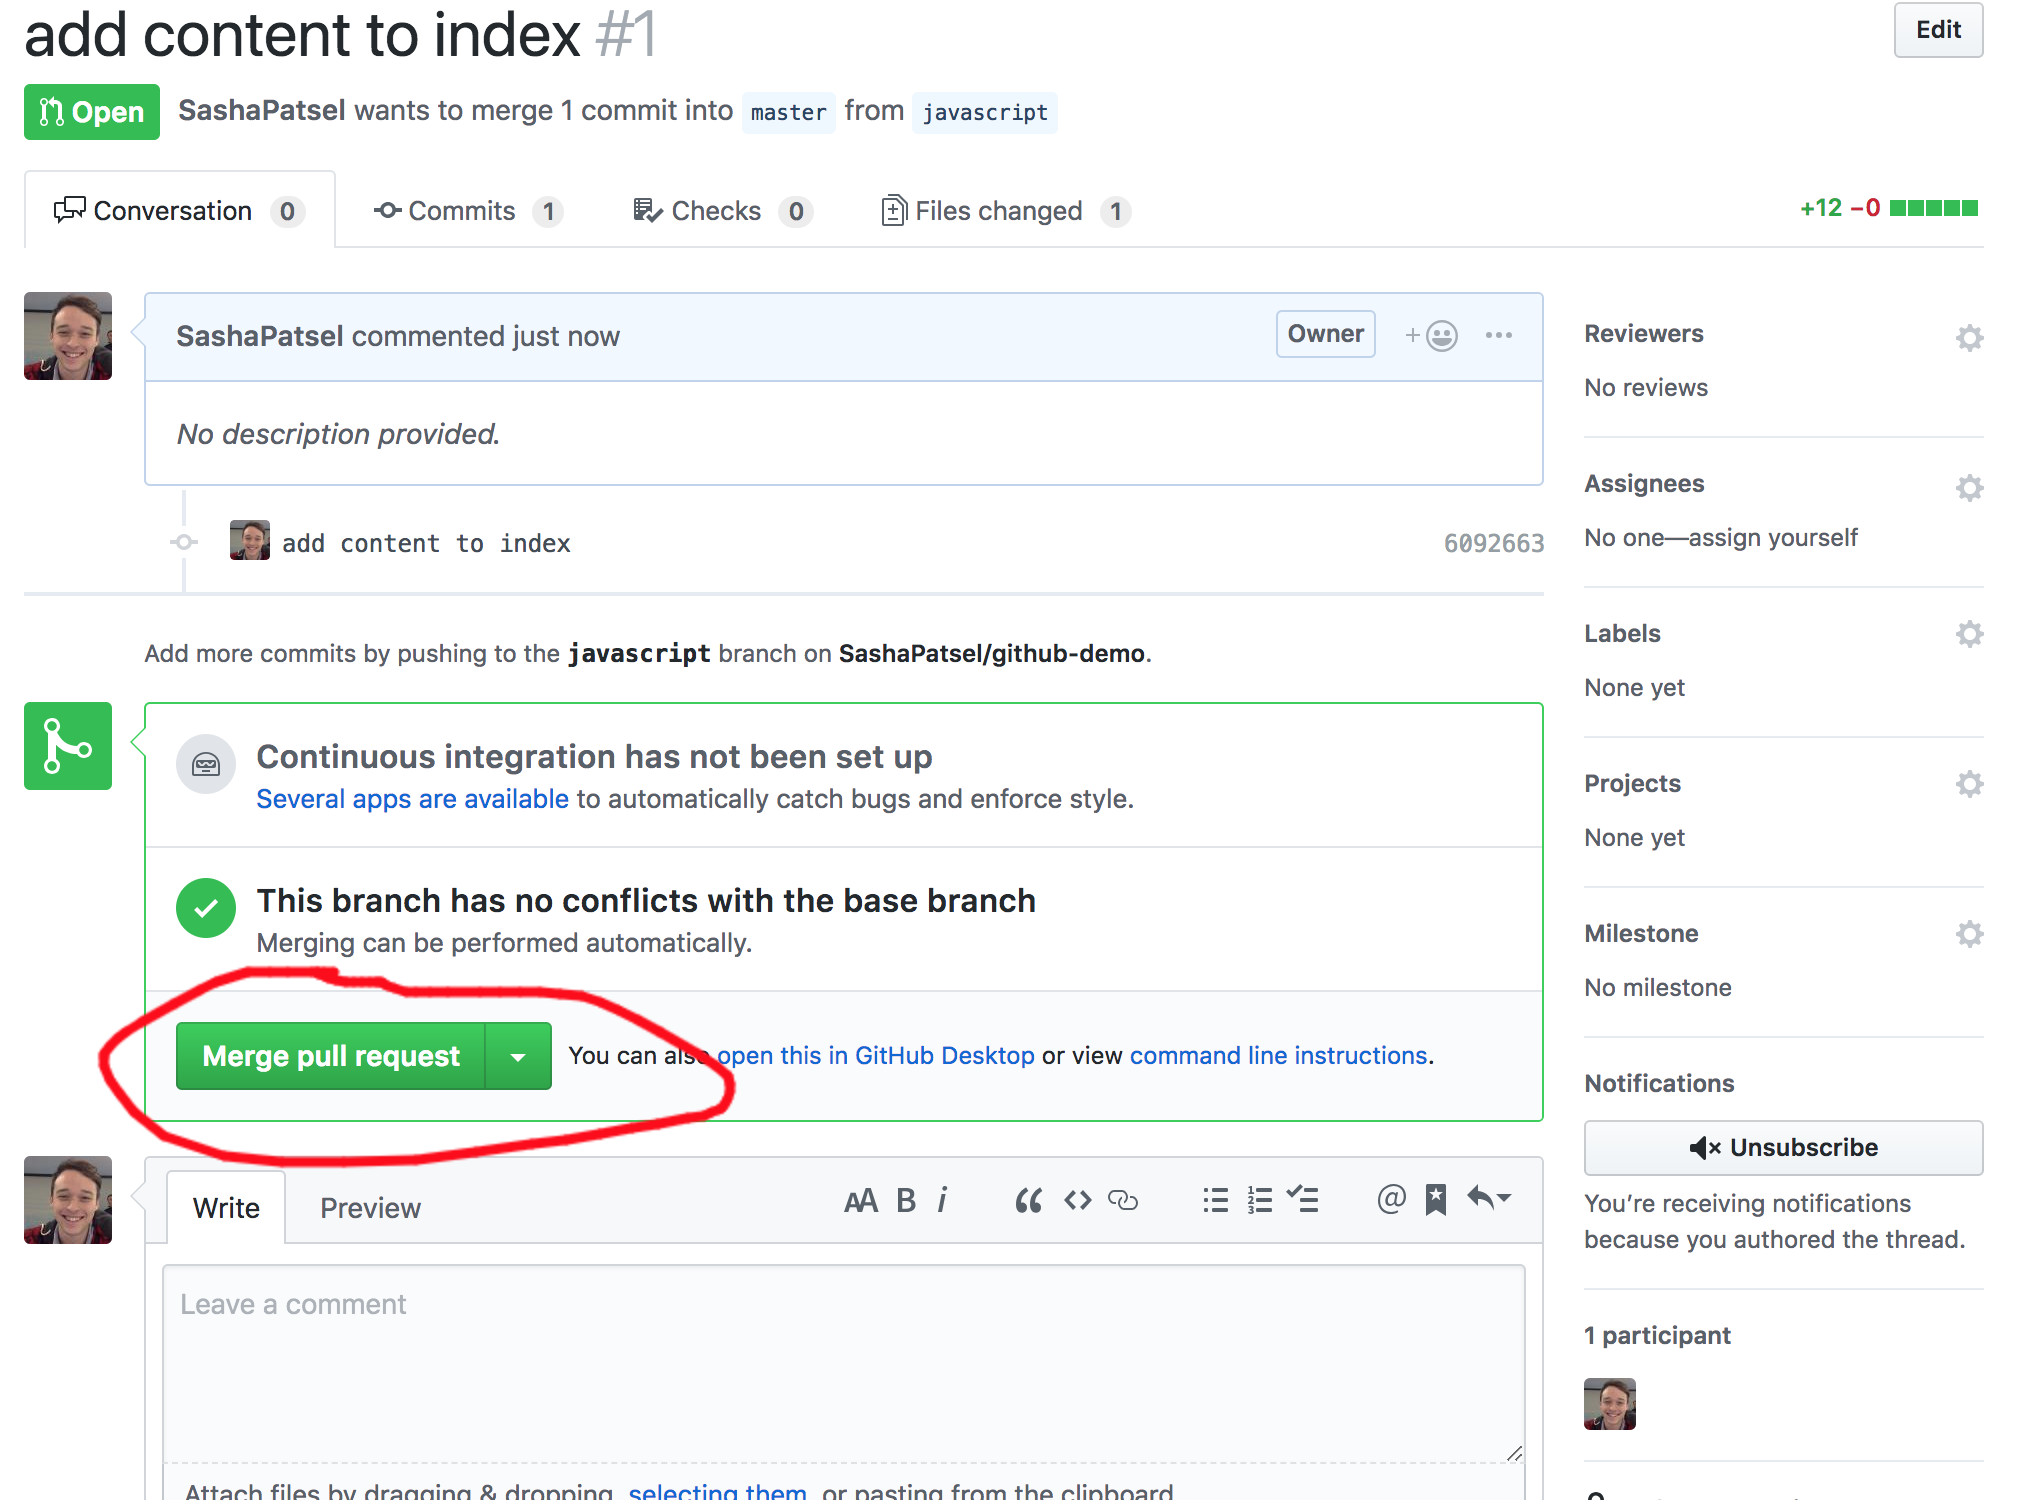 add content to index #1
Edit
Open
SashaPatsel wants to merge 1 commit into master from javascript
Conversation 0
Commits 1
Checks 0
Files changed 1
+12 −0
SashaPatsel commented just now
Owner
No description provided.
add content to index
6092663
Add more commits by pushing to the javascript branch on SashaPatsel/github-demo.
Continuous integration has not been set up
Several apps are available to automatically catch bugs and enforce style.
This branch has no conflicts with the base branch
Merging can be performed automatically.
Merge pull request
You can also open this in GitHub Desktop or view command line instructions.
Write
Preview
Leave a comment
Attach files by dragging & dropping, selecting them, or pasting from the clipboard
Reviewers
No reviews
Assignees
No one—assign yourself
Labels
None yet
Projects
None yet
Milestone
No milestone
Notifications
Unsubscribe
You’re receiving notifications
because you authored the thread.
1 participant